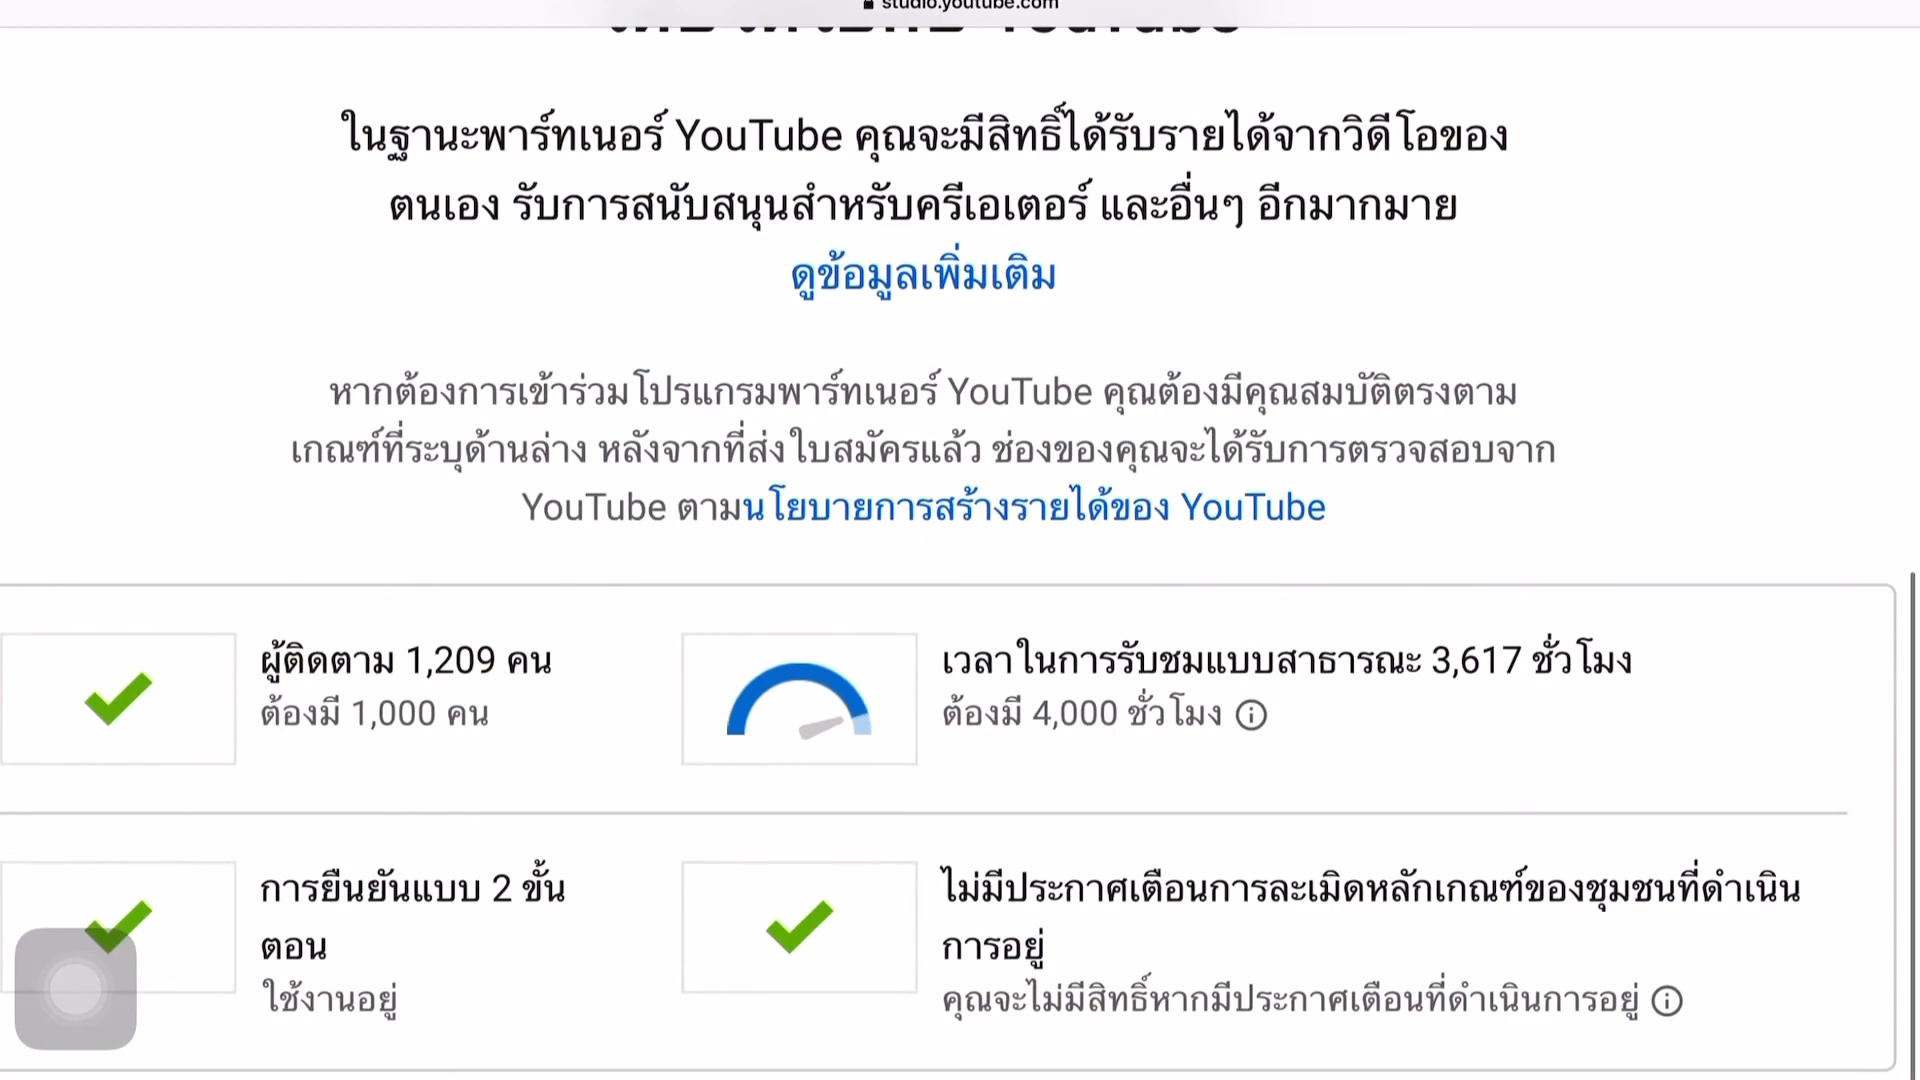 studio.youtube.com
ในฐานะพาร์ทเนอร์ YouTube คุณจะมีสิทธิ์ได้รับรายได้จากวิดีโอของ
ตนเอง รับการสนับสนุนสำหรับครีเอเตอร์ และอื่นๆ อีกมากมาย
ดูข้อมูลเพิ่มเติม
หากต้องการเข้าร่วมโปรแกรมพาร์ทเนอร์ YouTube คุณต้องมีคุณสมบัติตรงตาม
เกณฑ์ที่ระบุด้านล่าง หลังจากที่ส่งใบสมัครแล้ว ช่องของคุณจะได้รับการตรวจสอบจาก
YouTube ตามนโยบายการสร้างรายได้ของ YouTube
ผู้ติดตาม 1,209 คน
ต้องมี 1,000 คน
เวลาในการรับชมแบบสาธารณะ 3,617 ชั่วโมง
ต้องมี 4,000 ชั่วโมง
การยืนยันแบบ 2 ขั้น
ตอน
ใช้งานอยู่
ไม่มีประกาศเตือนการละเมิดหลักเกณฑ์ของชุมชนที่ดำเนิน
การอยู่
คุณจะไม่มีสิทธิ์หากมีประกาศเตือนที่ดำเนินการอยู่